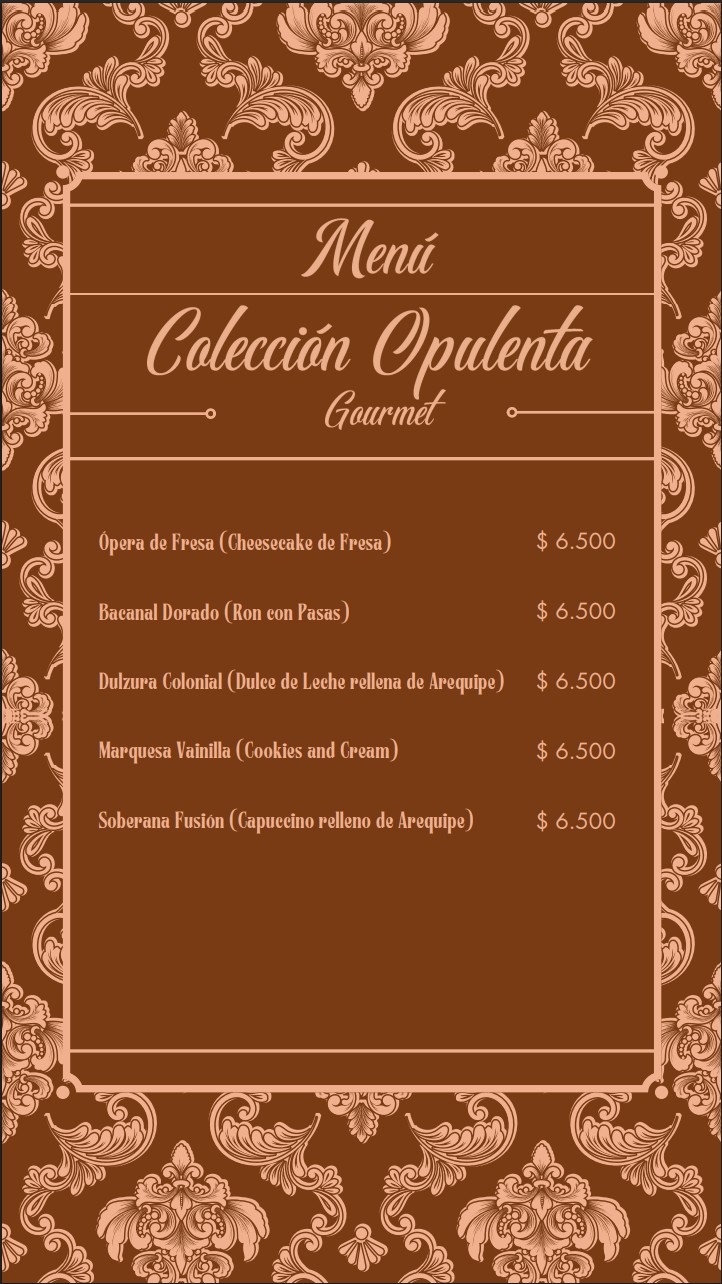 Menú
Colección Opulenta
Gourmet
Ópera de Fresa (Cheesecake de Fresa) $ 6.500
Bacanal Dorado (Ron con Pasas) $ 6.500
Dulzura Colonial (Dulce de Leche rellena de Arequipe) $ 6.500
Marquesa Vainilla (Cookies and Cream) $ 6.500
Soberana Fusión (Capuccino relleno de Arequipe) $ 6.500